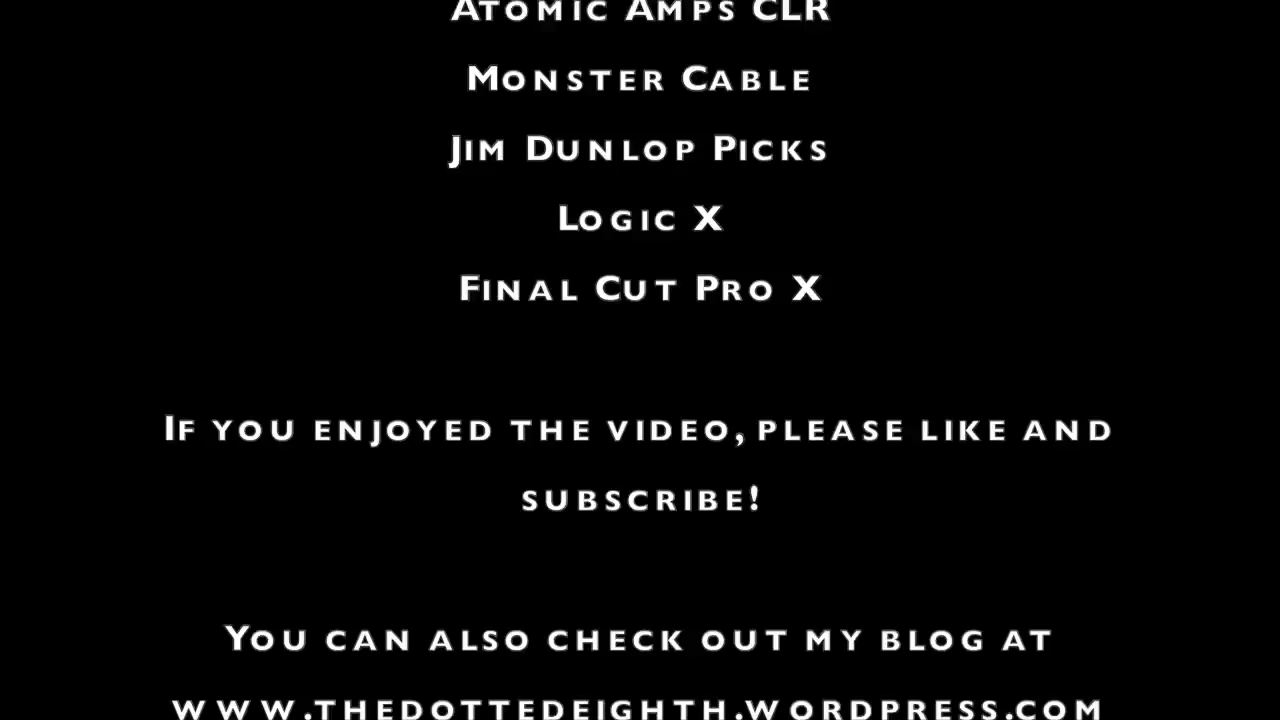 Atomic Amps CLR
Monster Cable
Jim Dunlop Picks
Logic X
Final Cut Pro X
If you enjoyed the video, please like and
subscribe!
You can also check out my blog at
www.thedottedeighth.wordpress.com